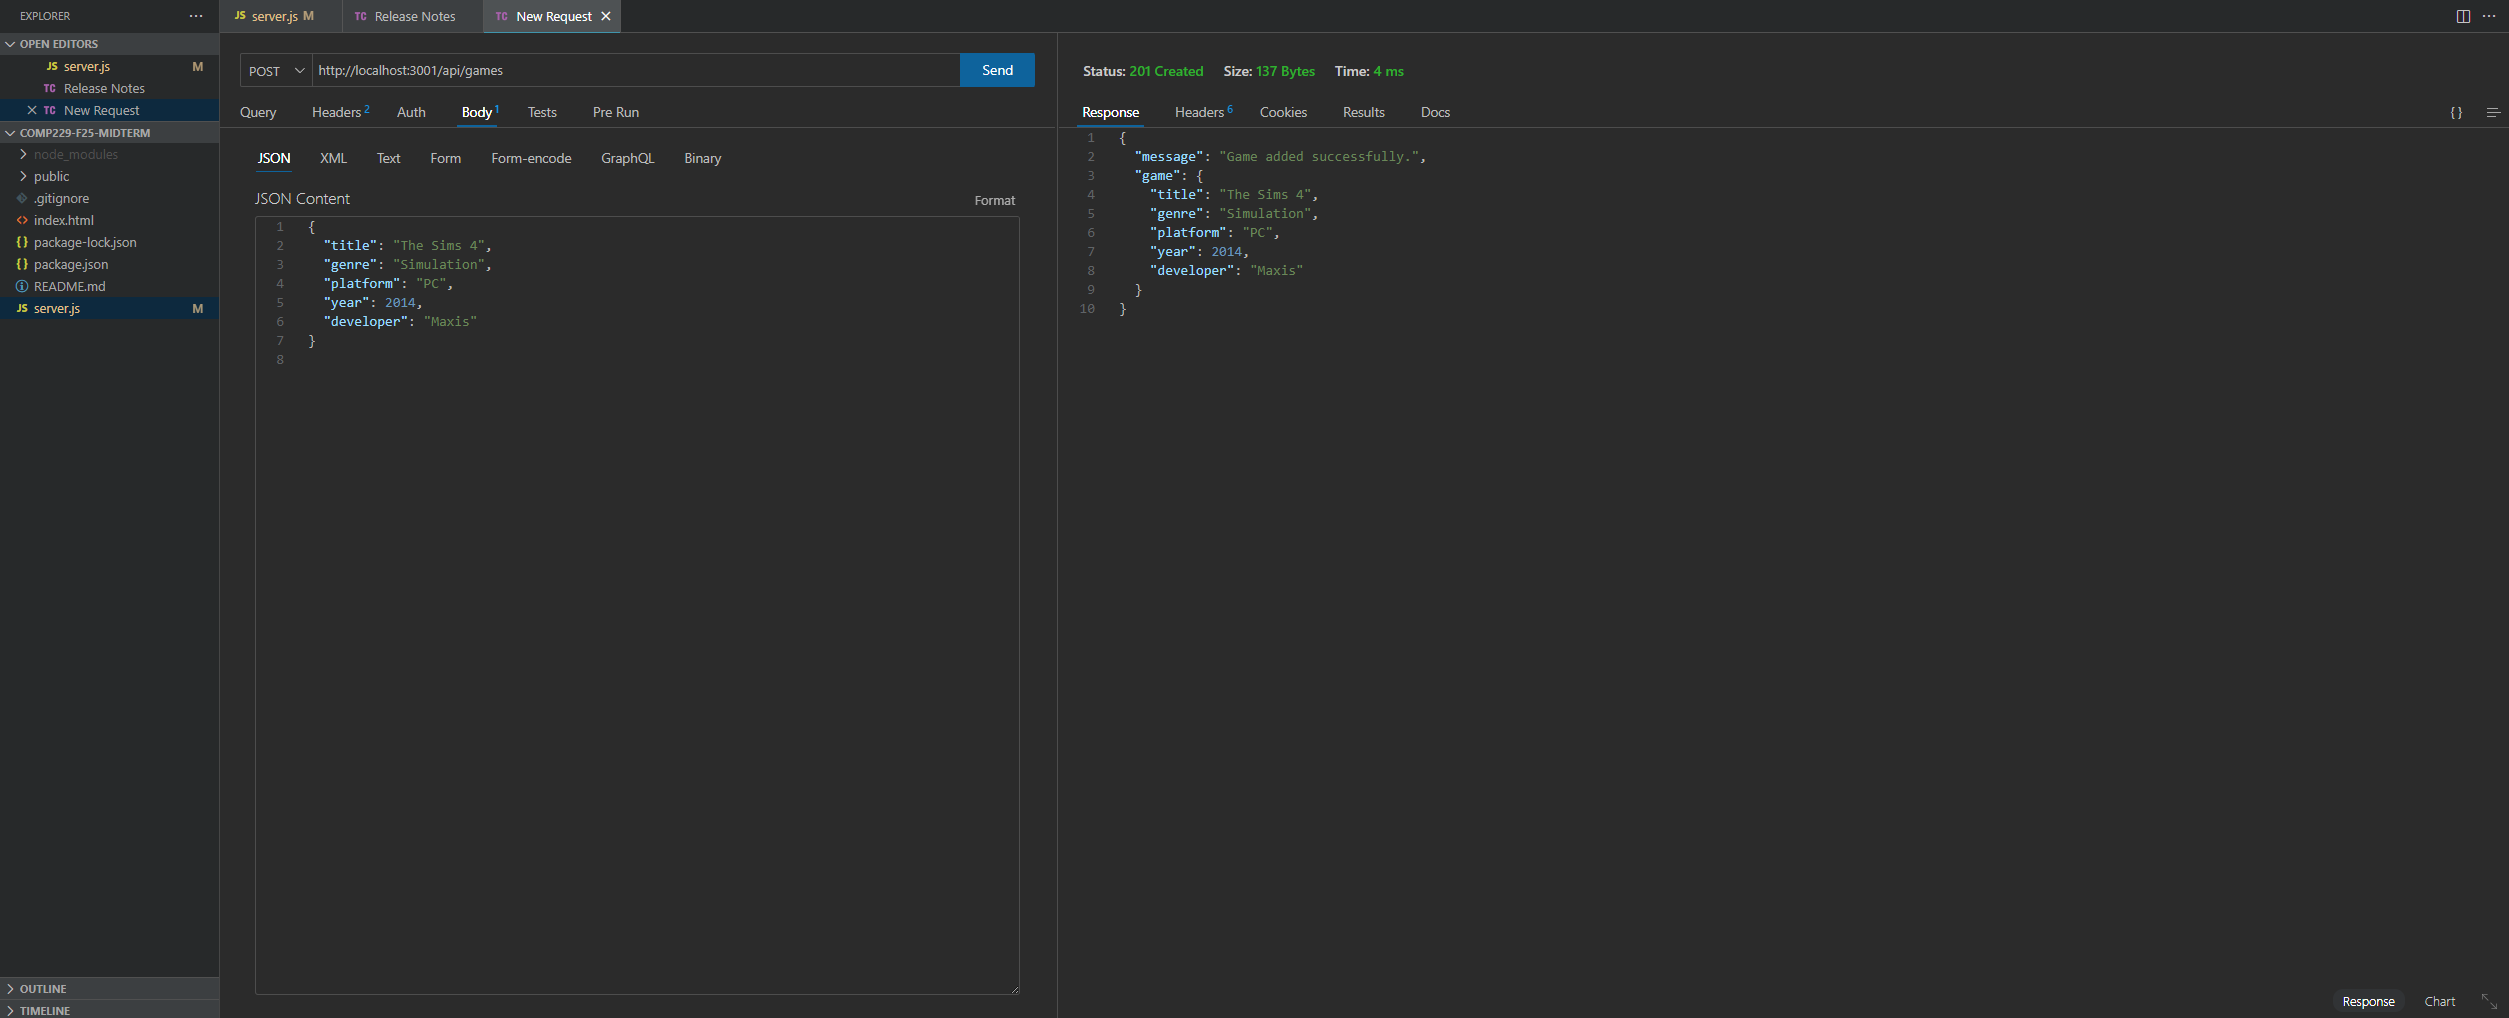 EXPLORER
OPEN EDITORS
JS server.js M
TC Release Notes
TC New Request
COMP229-F25-MIDTERM
node_modules
public
.gitignore
index.html
package-lock.json
package.json
README.md
JS server.js M
OUTLINE
TIMELINE
JS server.js M TC Release Notes TC New Request
POST http://localhost:3001/api/games Send
Query Headers 2 Auth Body 1 Tests Pre Run
JSON XML Text Form Form-encode GraphQL Binary
JSON Content Format
1 {
2 "title": "The Sims 4",
3 "genre": "Simulation",
4 "platform": "PC",
5 "year": 2014,
6 "developer": "Maxis"
7 }
8
Status: 201 Created Size: 137 Bytes Time: 4 ms
Response Headers 6 Cookies Results Docs {}
1 {
2 "message": "Game added successfully.",
3 "game": {
4 "title": "The Sims 4",
5 "genre": "Simulation",
6 "platform": "PC",
7 "year": 2014,
8 "developer": "Maxis"
9 }
10 }
Response Chart